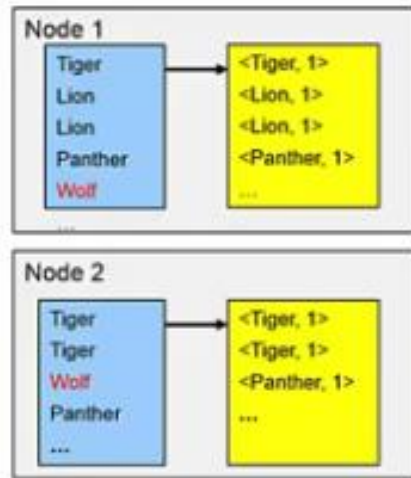 Node 1
Tiger
Lion
Lion
Panther
Wolf
...
<Tiger, 1>
<Lion, 1>
<Lion, 1>
<Panther, 1>
...
Node 2
Tiger
Tiger
Wolf
Panther
...
<Tiger, 1>
<Tiger, 1>
<Panther, 1>
...